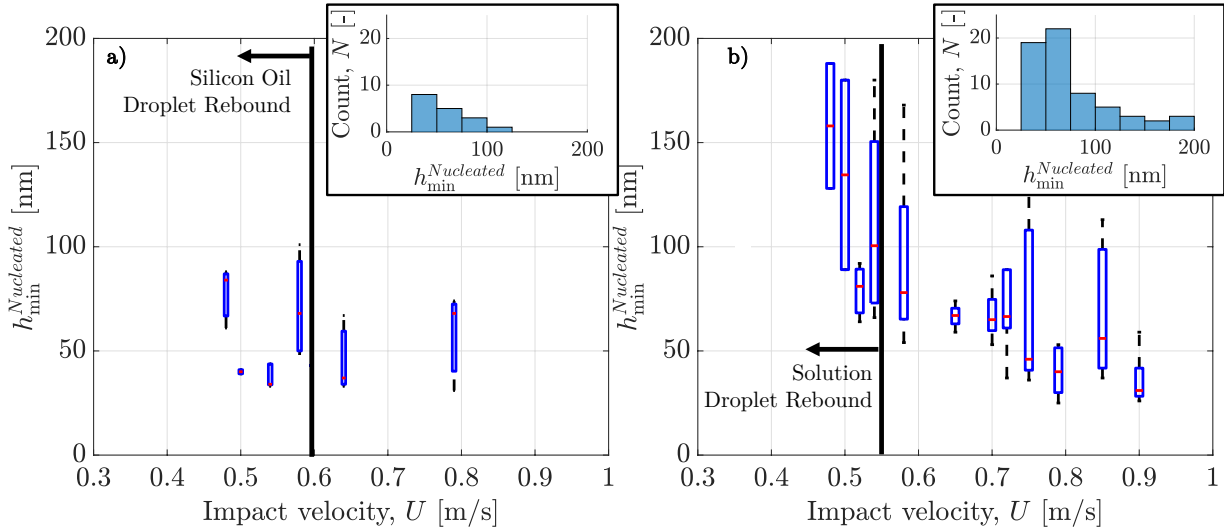 a)
Silicon Oil
Droplet Rebound
200
150
100
50
0
0.3 0.4 0.5 0.6 0.7 0.8 0.9 1
Impact velocity, U [m/s]
h_min^Nucleated [nm]
20
10
0
0 100 200
Count, N [-]
h_min^Nucleated [nm]
b)
Solution
Droplet Rebound
200
150
100
50
0
0.3 0.4 0.5 0.6 0.7 0.8 0.9 1
Impact velocity, U [m/s]
h_min^Nucleated [nm]
20
10
0
0 100 200
Count, N [-]
h_min^Nucleated [nm]